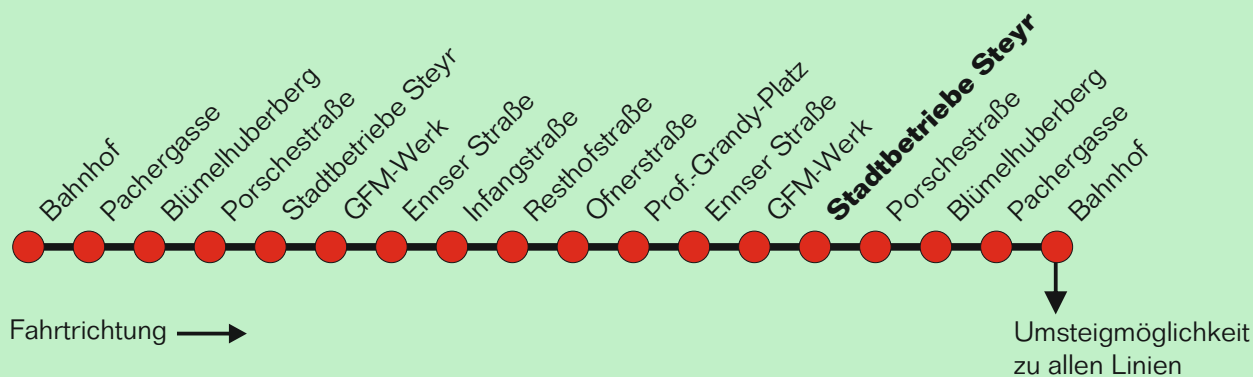 Bahnhof
Pachergasse
Blümelhuberberg
Porschestraße
Stadtbetriebe Steyr
GFM-Werk
Ennser Straße
Infangstraße
Resthofstraße
Ofnerstraße
Prof.-Grandy-Platz
Ennser Straße
GFM-Werk
Stadtbetriebe Steyr
Porschestraße
Blümelhuberberg
Pachergasse
Bahnhof
Fahrtrichtung
Umsteigmöglichkeit
zu allen Linien